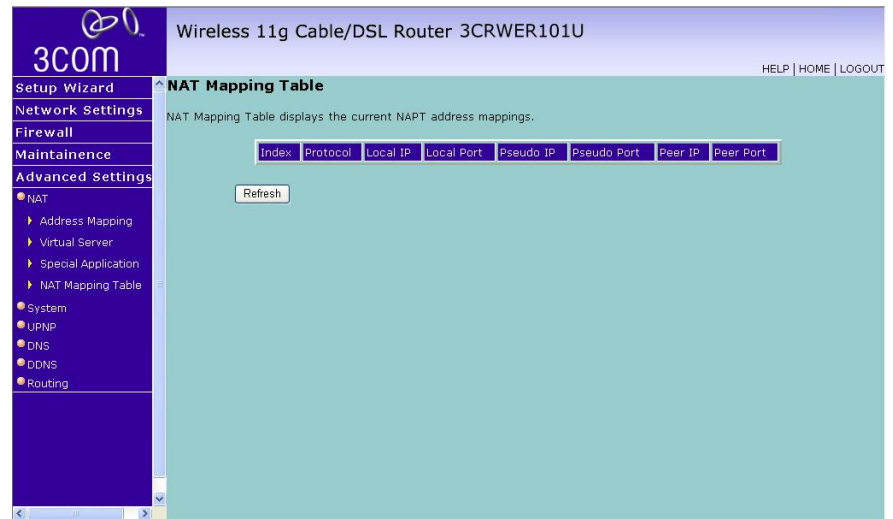 3COM
Wireless 11g Cable/DSL Router 3CRWER101U
HELP | HOME | LOGOUT
Setup Wizard
Network Settings
Firewall
Maintainence
Advanced Settings
NAT
Address Mapping
Virtual Server
Special Application
NAT Mapping Table
System
UPNP
DNS
DDNS
Routing
NAT Mapping Table
NAT Mapping Table displays the current NAPT address mappings.
Index Protocol Local IP Local Port Pseudo IP Pseudo Port Peer IP Peer Port
Refresh